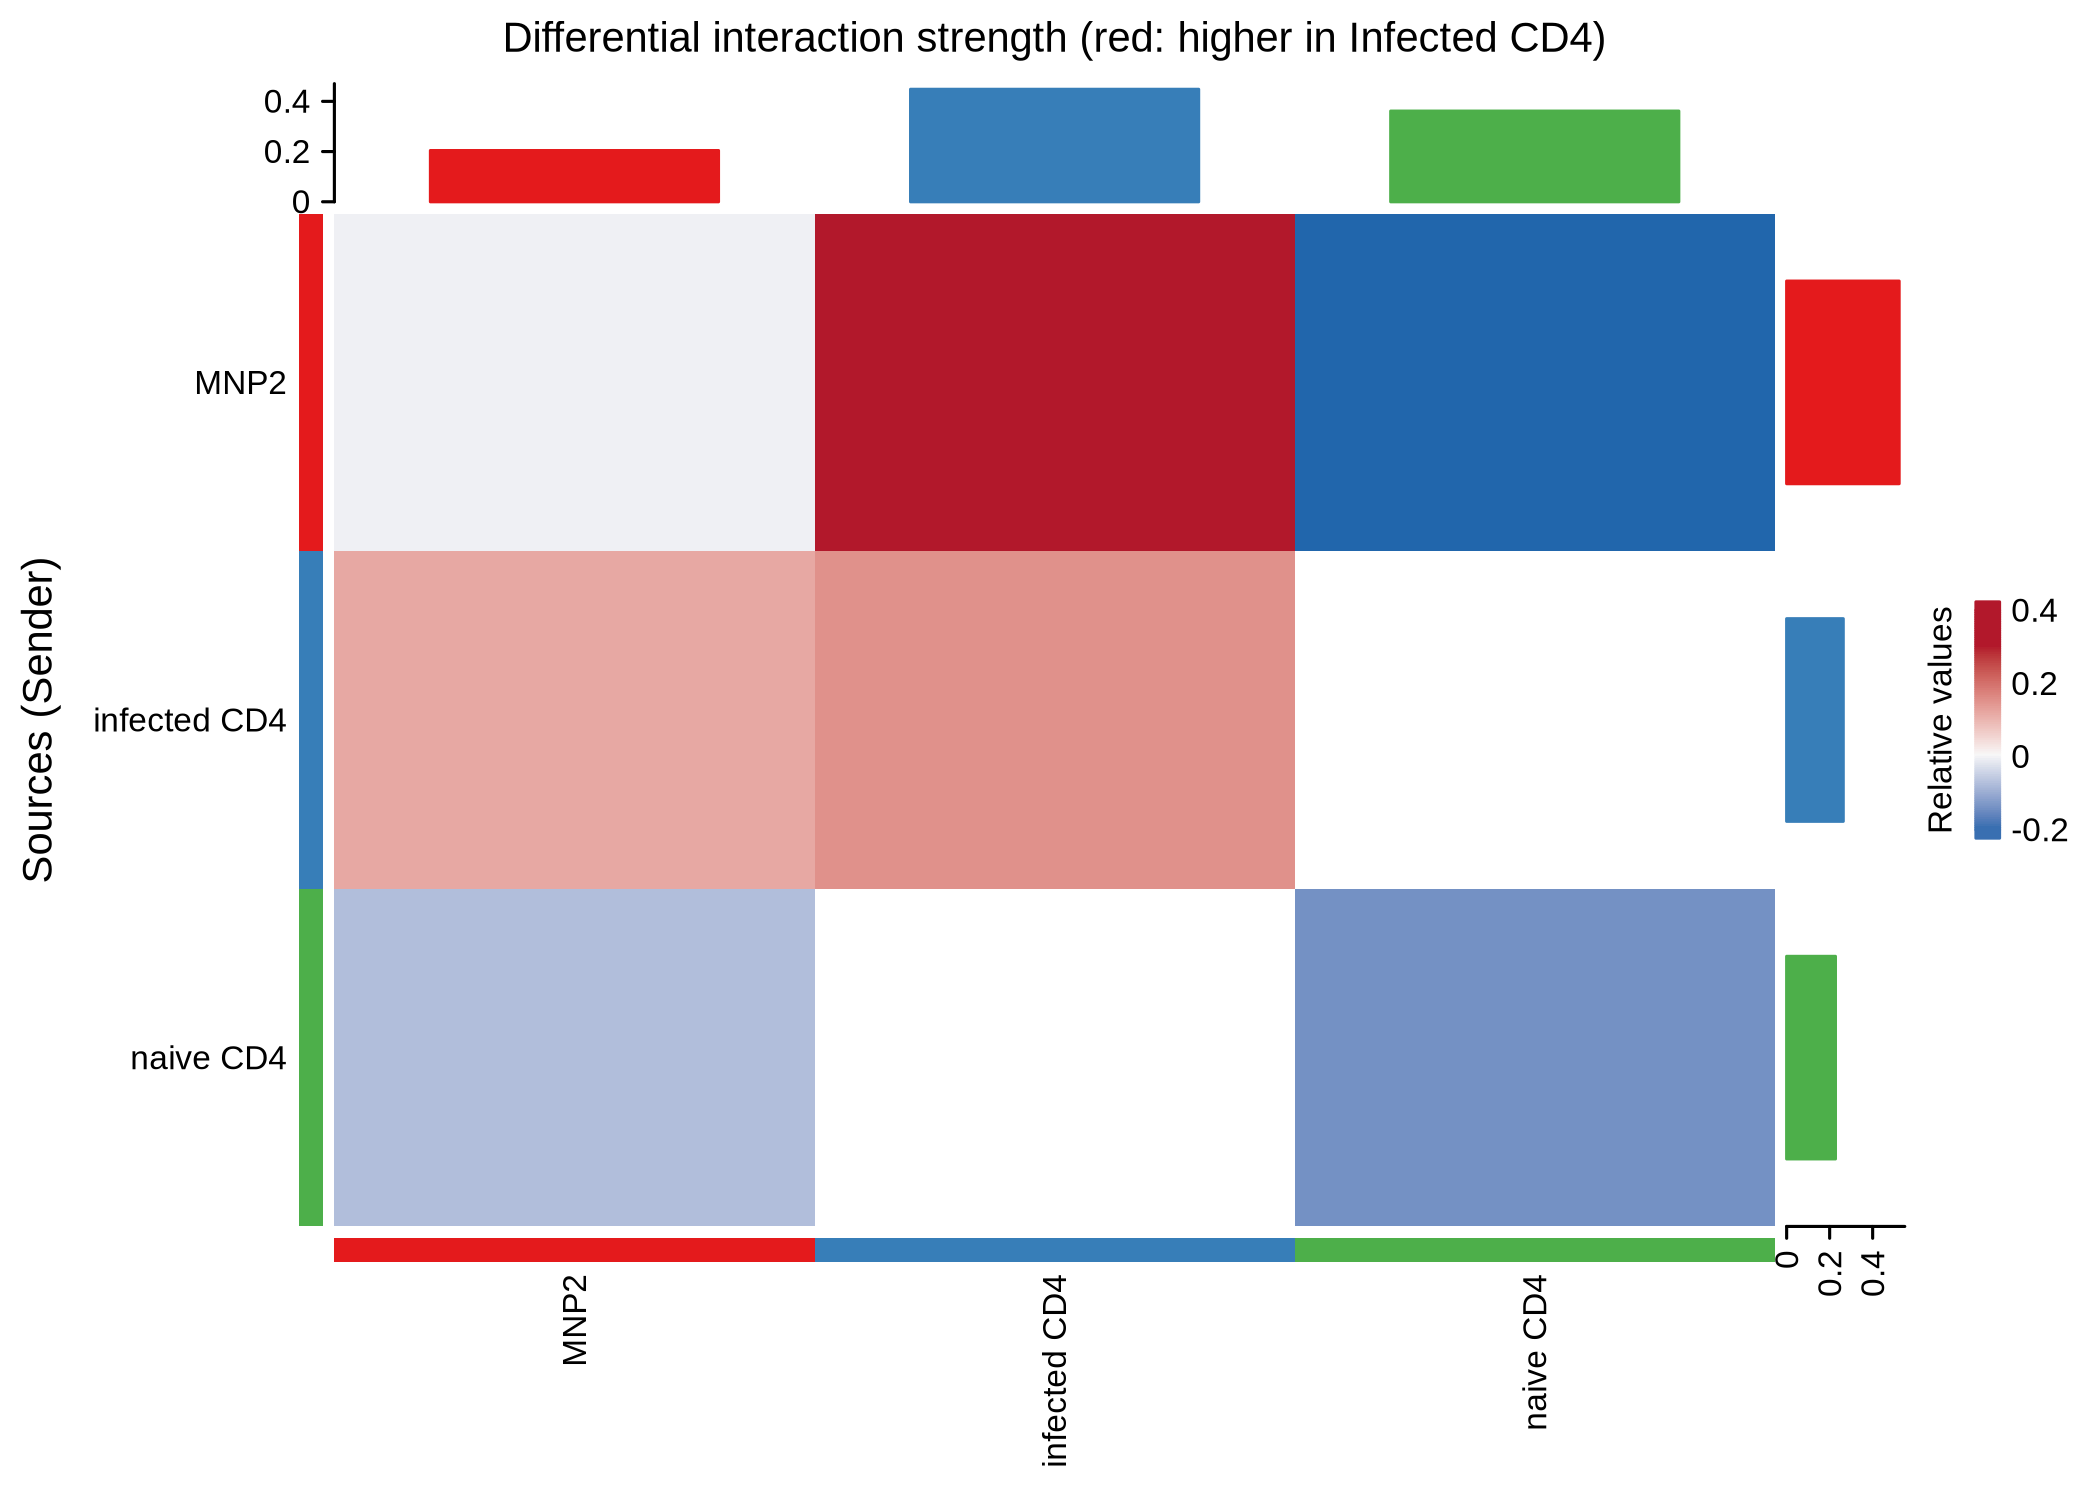 Differential interaction strength (red: higher in Infected CD4)
0.4
0.2
0
Sources (Sender)
MNP2
infected CD4
naive CD4
Relative values
0.4
0.2
0
-0.2
0
0.2
0.4
MNP2
infected CD4
naive CD4